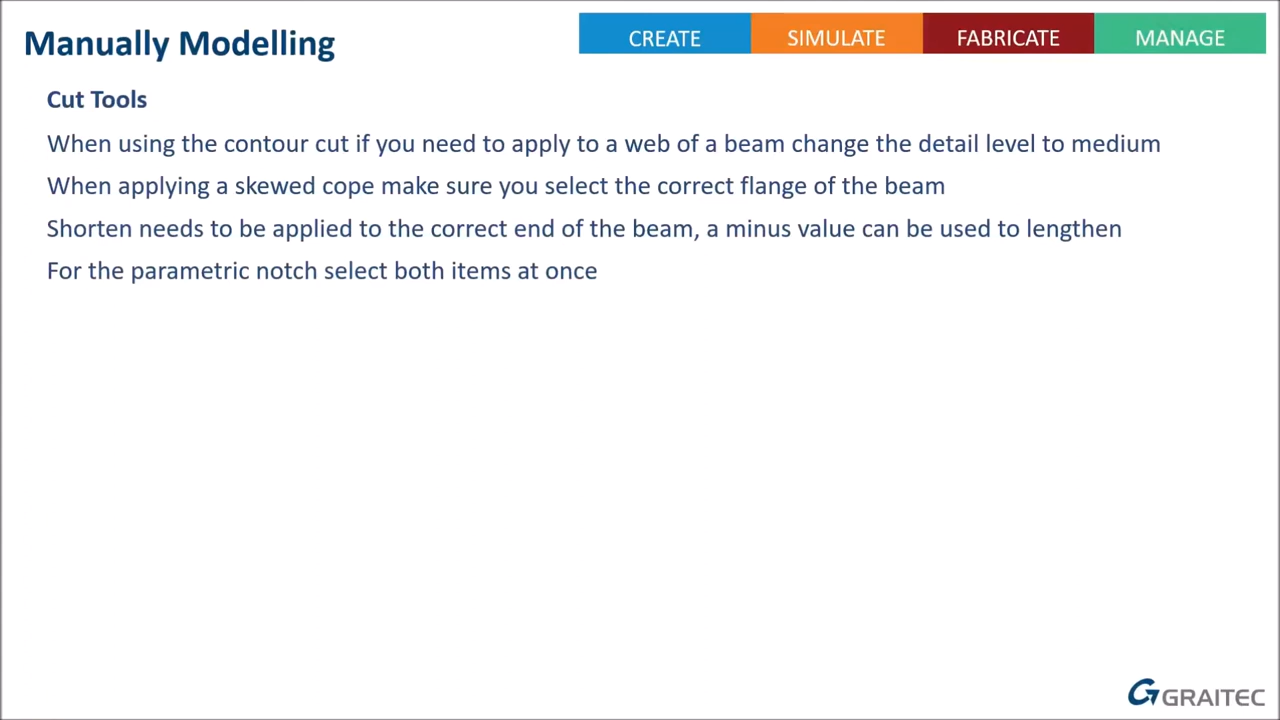 Manually Modelling
CREATE SIMULATE FABRICATE MANAGE
Cut Tools
When using the contour cut if you need to apply to a web of a beam change the detail level to medium
When applying a skewed cope make sure you select the correct flange of the beam
Shorten needs to be applied to the correct end of the beam, a minus value can be used to lengthen
For the parametric notch select both items at once
GRAITEC